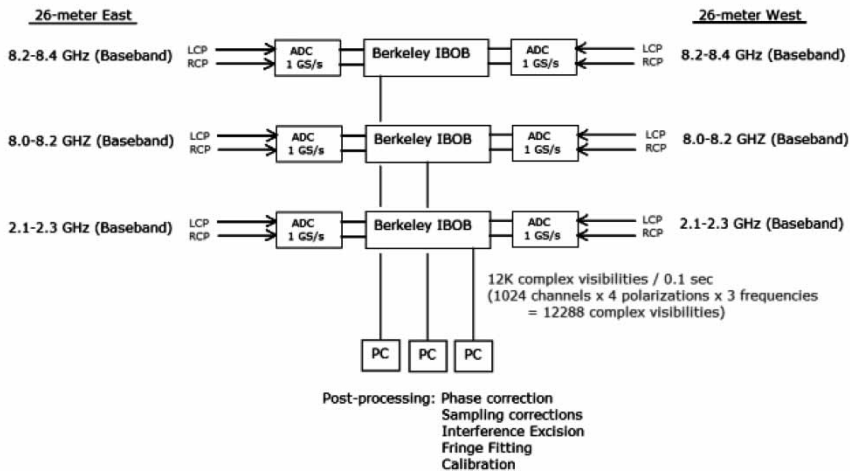 26-meter East
26-meter West
8.2-8.4 GHz (Baseband)
LCP
RCP
ADC
1 GS/s
Berkeley IBOB
ADC
1 GS/s
LCP
RCP
8.2-8.4 GHz (Baseband)
8.0-8.2 GHZ (Baseband)
LCP
RCP
ADC
1 GS/s
Berkeley IBOB
ADC
1 GS/s
LCP
RCP
8.0-8.2 GHZ (Baseband)
2.1-2.3 GHz (Baseband)
LCP
RCP
ADC
1 GS/s
Berkeley IBOB
ADC
1 GS/s
LCP
RCP
2.1-2.3 GHz (Baseband)
12K complex visibilities / 0.1 sec
(1024 channels x 4 polarizations x 3 frequencies
= 12288 complex visibilities)
PC
PC
PC
Post-processing: Phase correction
Sampling corrections
Interference Excision
Fringe Fitting
Calibration